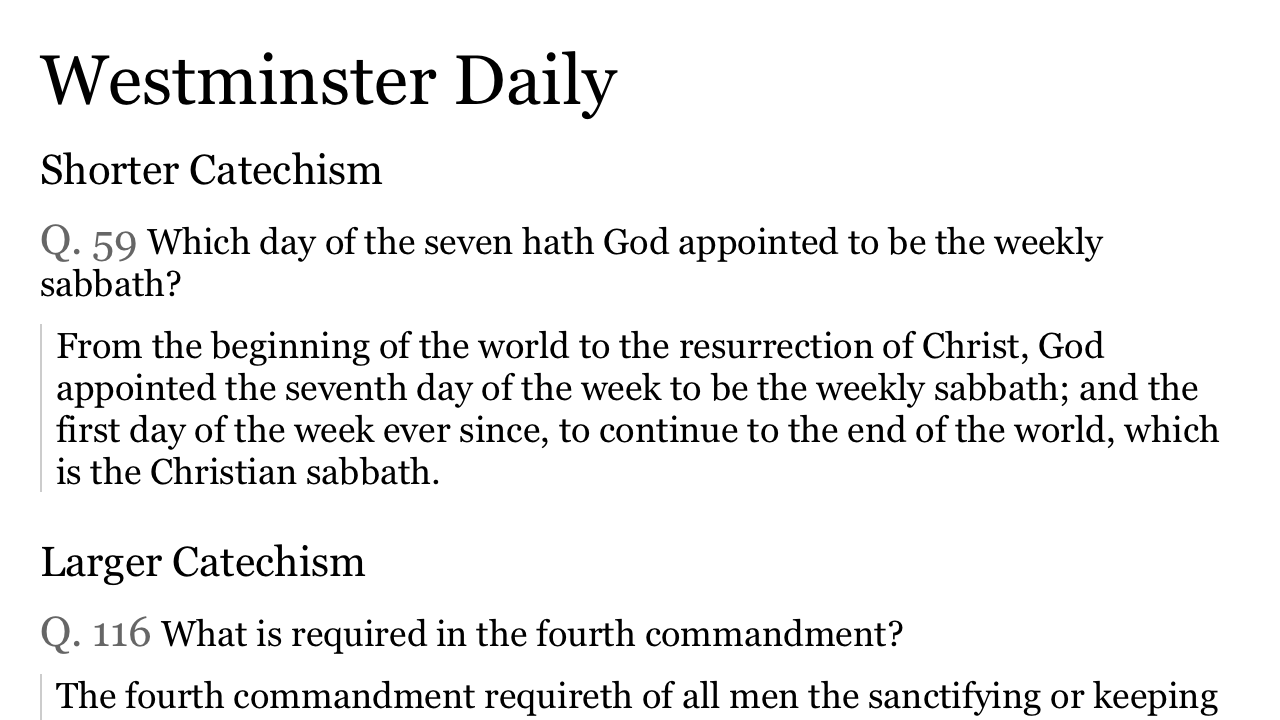 Westminster Daily
Shorter Catechism
Q. 59 Which day of the seven hath God appointed to be the weekly
sabbath?
From the beginning of the world to the resurrection of Christ, God
appointed the seventh day of the week to be the weekly sabbath; and the
first day of the week ever since, to continue to the end of the world, which
is the Christian sabbath.
Larger Catechism
Q. 116 What is required in the fourth commandment?
The fourth commandment requireth of all men the sanctifying or keeping